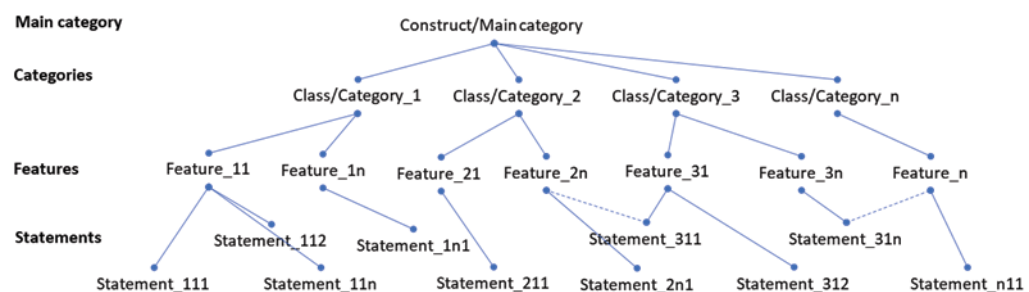 Main category
Construct/Main category
Categories
Class/Category_1 Class/Category_2 Class/Category_3 Class/Category_n
Features
Feature_11 Feature_1n Feature_21 Feature_2n Feature_31 Feature_3n Feature_n
Statements
Statement_112 Statement_1n1 Statement_311 Statement_31n
Statement_111 Statement_11n Statement_211 Statement_2n1 Statement_312 Statement_n11